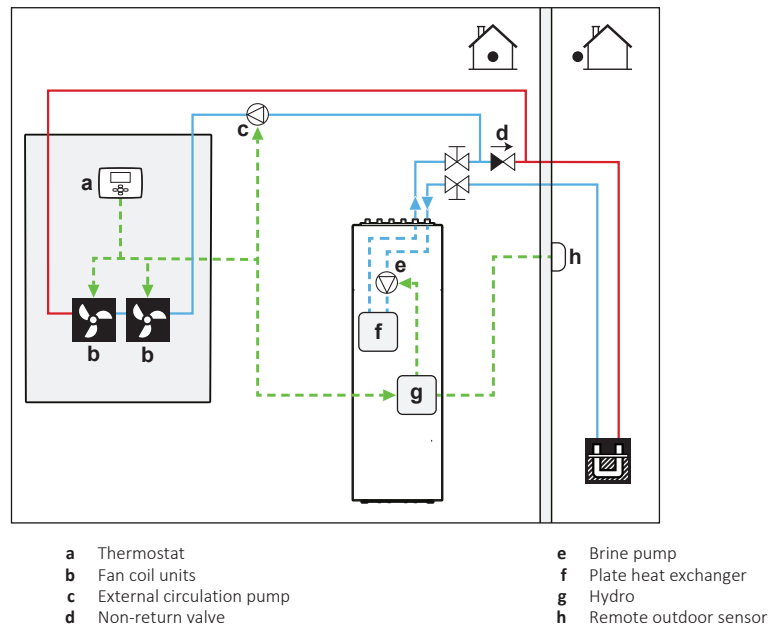 c
d
a
h
e
b
b
f
g
a Thermostat
b Fan coil units
c External circulation pump
d Non-return valve
e Brine pump
f Plate heat exchanger
g Hydro
h Remote outdoor sensor